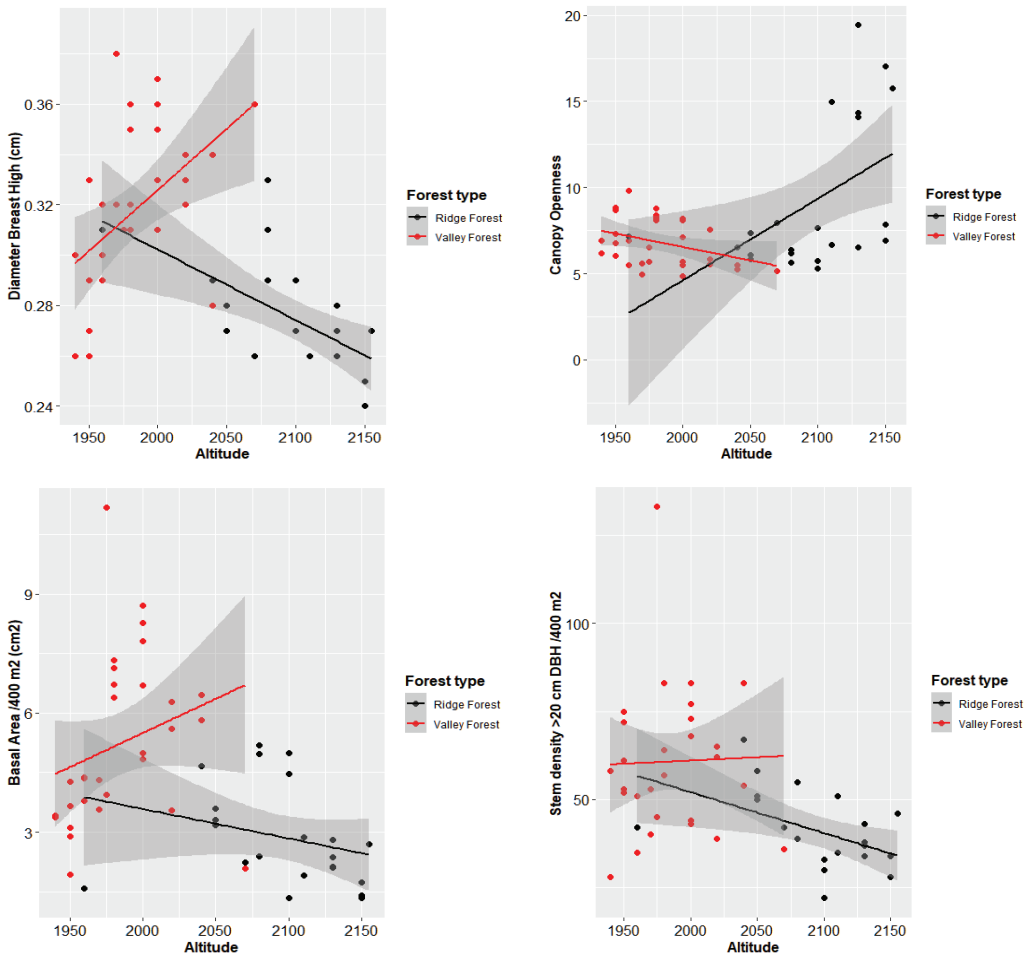 Diameter Breast High (cm)
0.36
0.32
0.28
0.24
1950 2000 2050 2100 2150
Altitude
Forest type
Ridge Forest
Valley Forest
Canopy Openness
20
15
10
5
0
1950 2000 2050 2100 2150
Altitude
Forest type
Ridge Forest
Valley Forest
Basal Area /400 m2 (cm2)
9
6
3
1950 2000 2050 2100 2150
Altitude
Forest type
Ridge Forest
Valley Forest
Stem density >20 cm DBH /400 m2
100
50
1950 2000 2050 2100 2150
Altitude
Forest type
Ridge Forest
Valley Forest